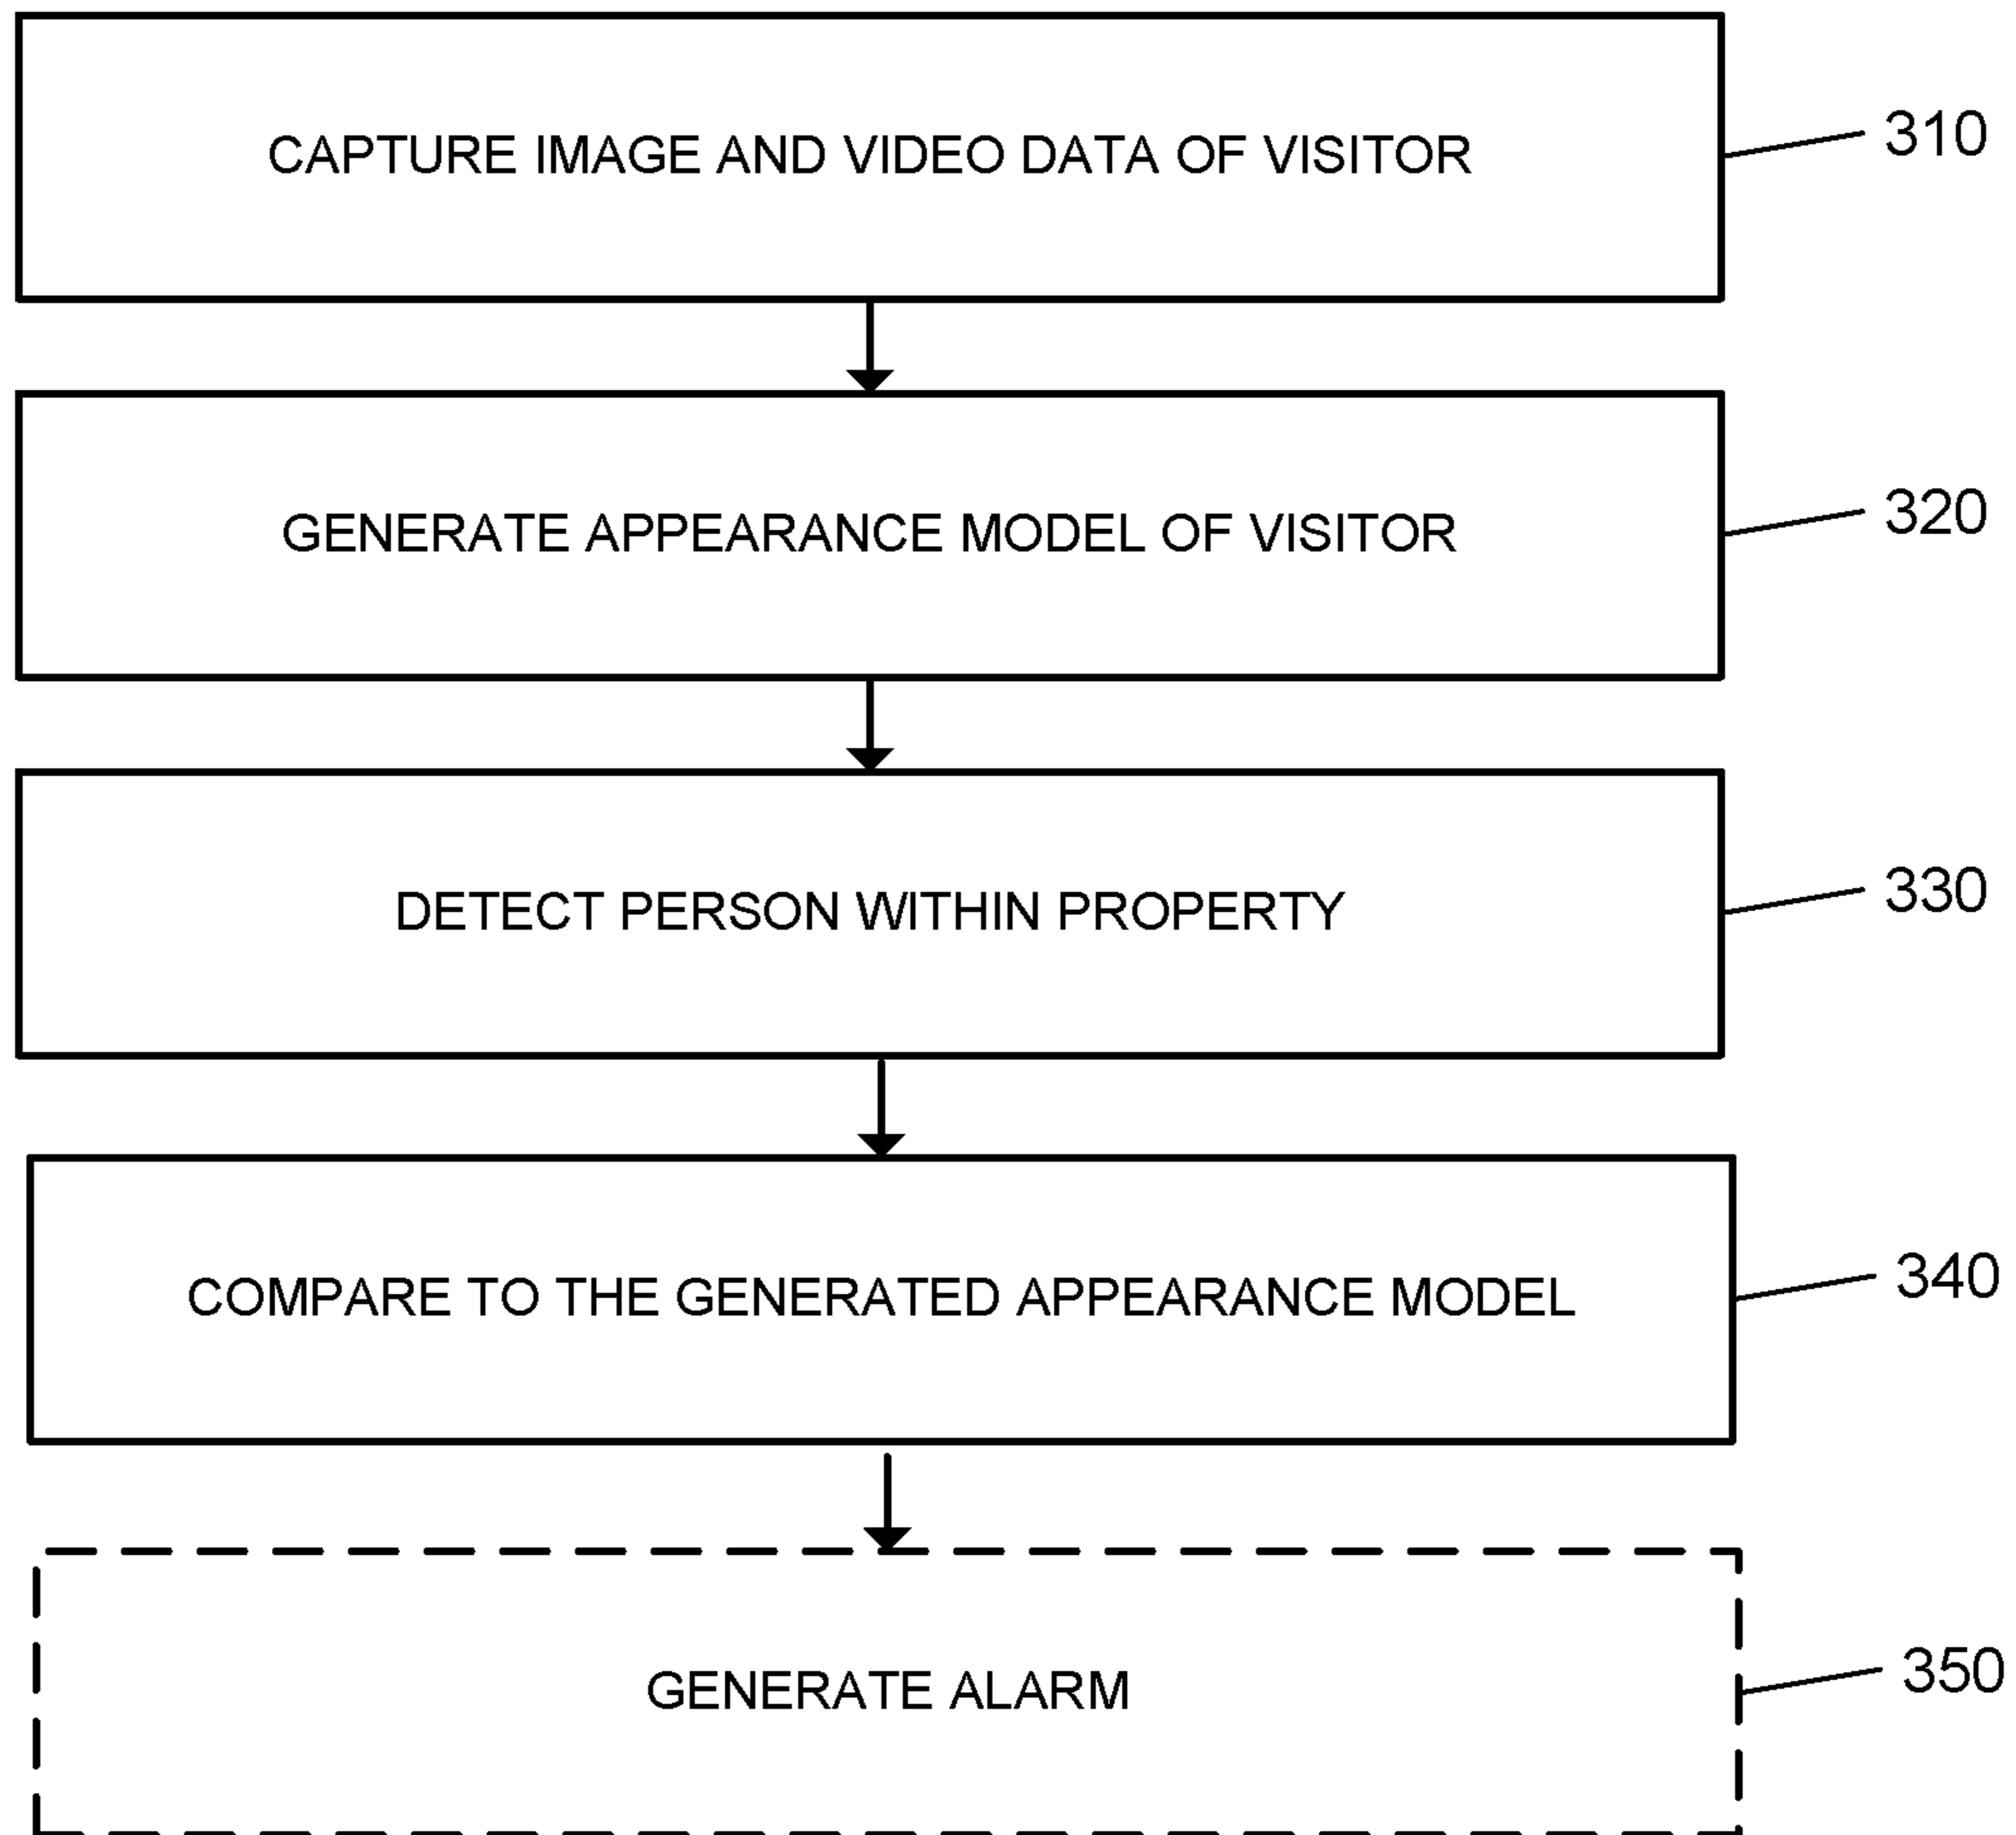 CAPTURE IMAGE AND VIDEO DATA OF VISITOR
310
GENERATE APPEARANCE MODEL OF VISITOR
320
DETECT PERSON WITHIN PROPERTY
330
COMPARE TO THE GENERATED APPEARANCE MODEL
340
GENERATE ALARM
350